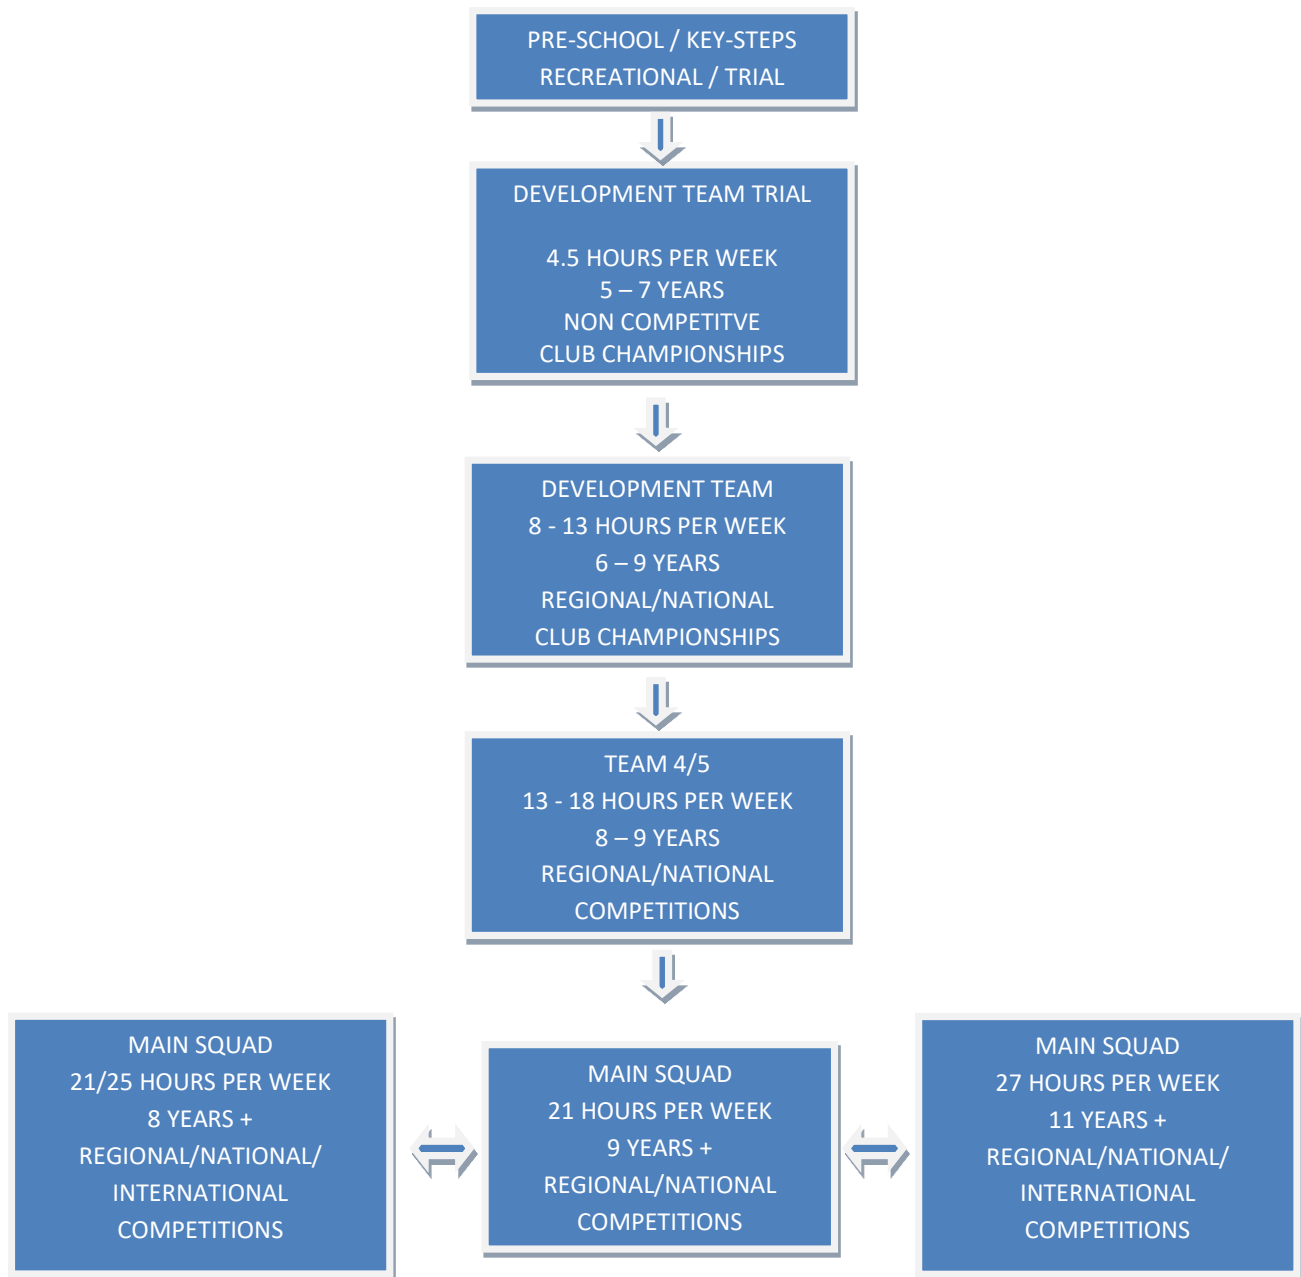 PRE-SCHOOL / KEY-STEPS
RECREATIONAL / TRIAL
DEVELOPMENT TEAM TRIAL
4.5 HOURS PER WEEK
5 – 7 YEARS
NON COMPETITVE
CLUB CHAMPIONSHIPS
DEVELOPMENT TEAM
8 - 13 HOURS PER WEEK
6 – 9 YEARS
REGIONAL/NATIONAL
CLUB CHAMPIONSHIPS
TEAM 4/5
13 - 18 HOURS PER WEEK
8 – 9 YEARS
REGIONAL/NATIONAL
COMPETITIONS
MAIN SQUAD
21/25 HOURS PER WEEK
8 YEARS +
REGIONAL/NATIONAL/
INTERNATIONAL
COMPETITIONS
MAIN SQUAD
21 HOURS PER WEEK
9 YEARS +
REGIONAL/NATIONAL
COMPETITIONS
MAIN SQUAD
27 HOURS PER WEEK
11 YEARS +
REGIONAL/NATIONAL/
INTERNATIONAL
COMPETITIONS